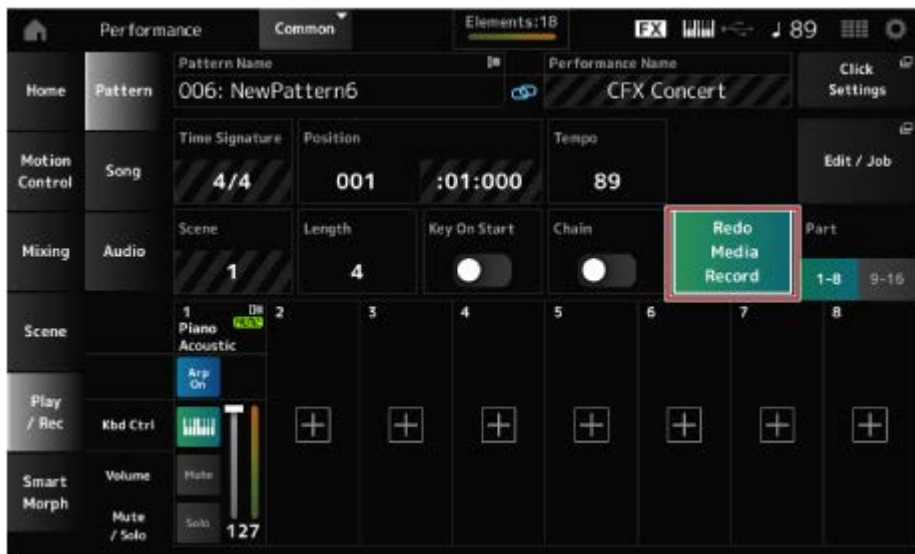 Performance
Common
Elements:18
FX
♩ 89
Home
Pattern
Pattern Name
006: NewPattern6
Performance Name
CFX Concert
Click
Settings
Motion
Control
Song
Time Signature
4/4
Position
001
:01:000
Tempo
89
Edit / Job
Mixing
Audio
Scene
1
Length
4
Key On Start
Chain
Redo
Media
Record
Part
1-8
9-16
Scene
1
Piano
Acoustic
2
3
4
5
6
7
8
Arp
On
Play
/ Rec
Kbd Ctrl
Smart
Morph
Volume
Mute
Mute
/ Solo
Solo
127